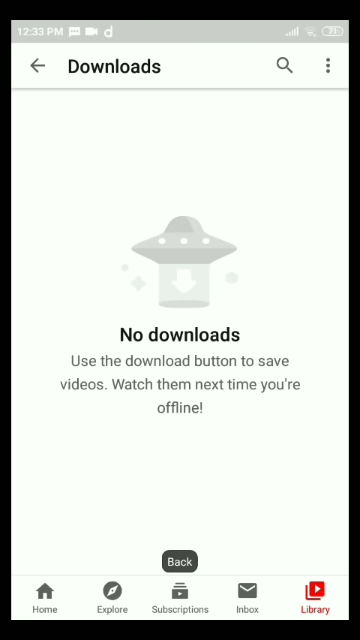 12:33 PM 71
Downloads
No downloads
Use the download button to save
videos. Watch them next time you're
offline!
Back
Home Explore Subscriptions Inbox Library